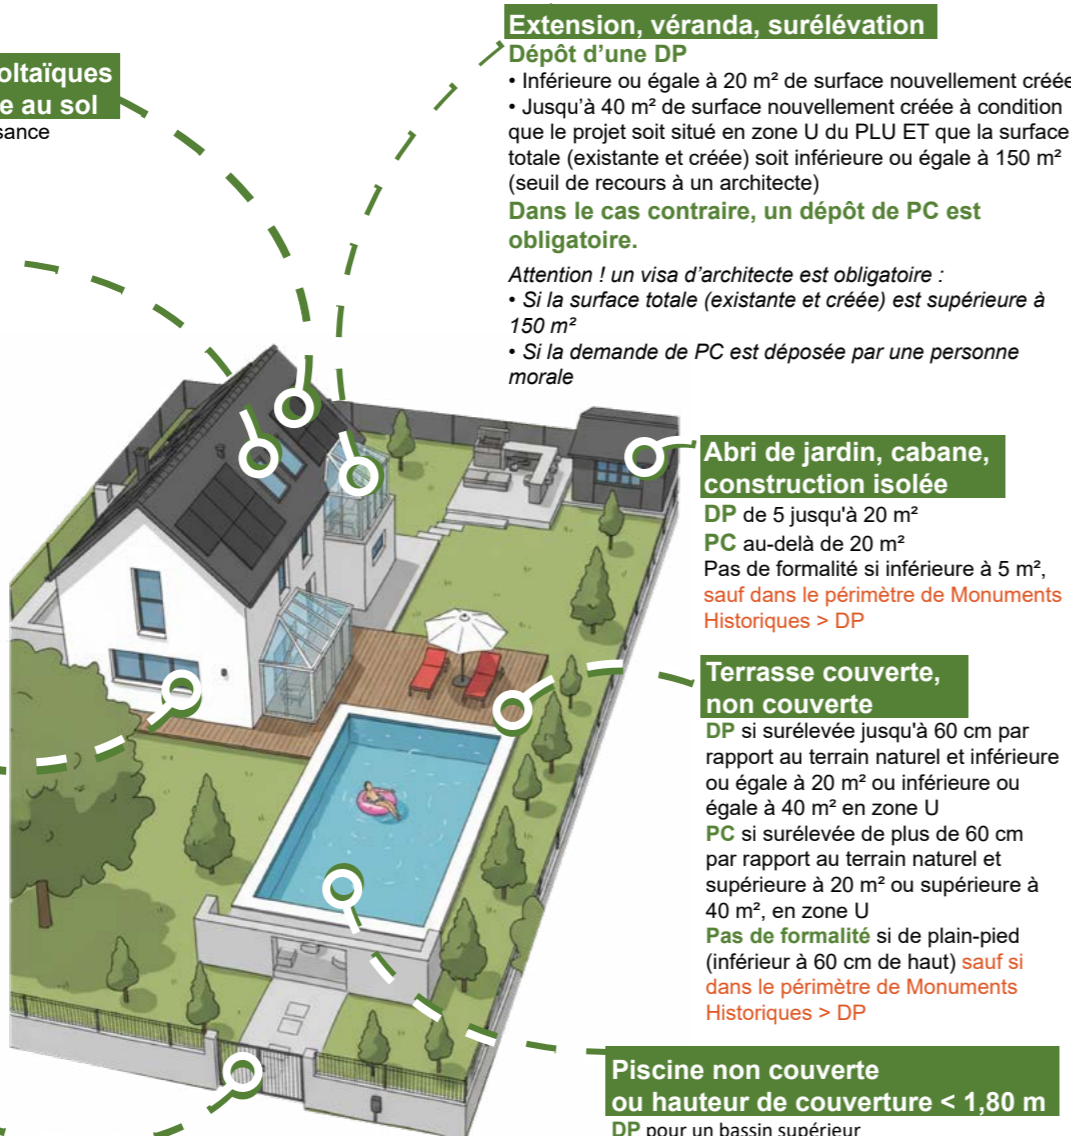 Extension, véranda, surélévation
Dépôt d'une DP
• Inférieure ou égale à 20 m² de surface nouvellement créée
• Jusqu'à 40 m² de surface nouvellement créée à condition
que le projet soit situé en zone U du PLU ET que la surface
totale (existante et créée) soit inférieure ou égale à 150 m²
(seuil de recours à un architecte)
Dans le cas contraire, un dépôt de PC est
obligatoire.
Attention ! un visa d'architecte est obligatoire :
• Si la surface totale (existante et créée) est supérieure à
150 m²
• Si la demande de PC est déposée par une personne
morale
oltaïques
e au sol
sance
Abri de jardin, cabane,
construction isolée
DP de 5 jusqu'à 20 m²
PC au-delà de 20 m²
Pas de formalité si inférieure à 5 m²,
sauf dans le périmètre de Monuments
Historiques > DP
Terrasse couverte,
non couverte
DP si surélevée jusqu'à 60 cm par
rapport au terrain naturel et inférieure
ou égale à 20 m² ou inférieure ou
égale à 40 m² en zone U
PC si surélevée de plus de 60 cm
par rapport au terrain naturel et
supérieure à 20 m² ou supérieure à
40 m², en zone U
Pas de formalité si de plain-pied
(inférieur à 60 cm de haut) sauf si
dans le périmètre de Monuments
Historiques > DP
Piscine non couverte
ou hauteur de couverture < 1,80 m
DP pour un bassin supérieur